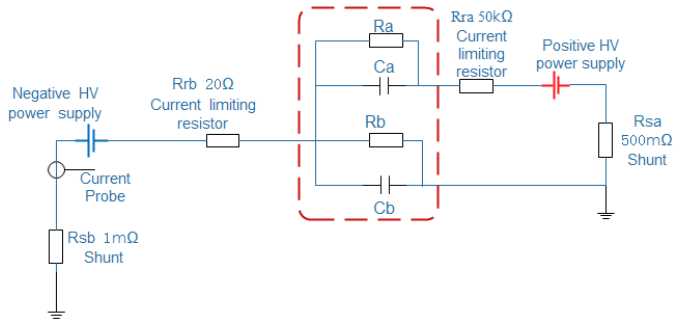 Ra
Rra 50kΩ
Current
limiting
resistor
Positive HV
power supply
Ca
Negative HV
power supply
Rrb 20Ω
Current limiting
resistor
Rb
Rsa
500mΩ
Shunt
Current
Probe
Cb
Rsb 1mΩ
Shunt